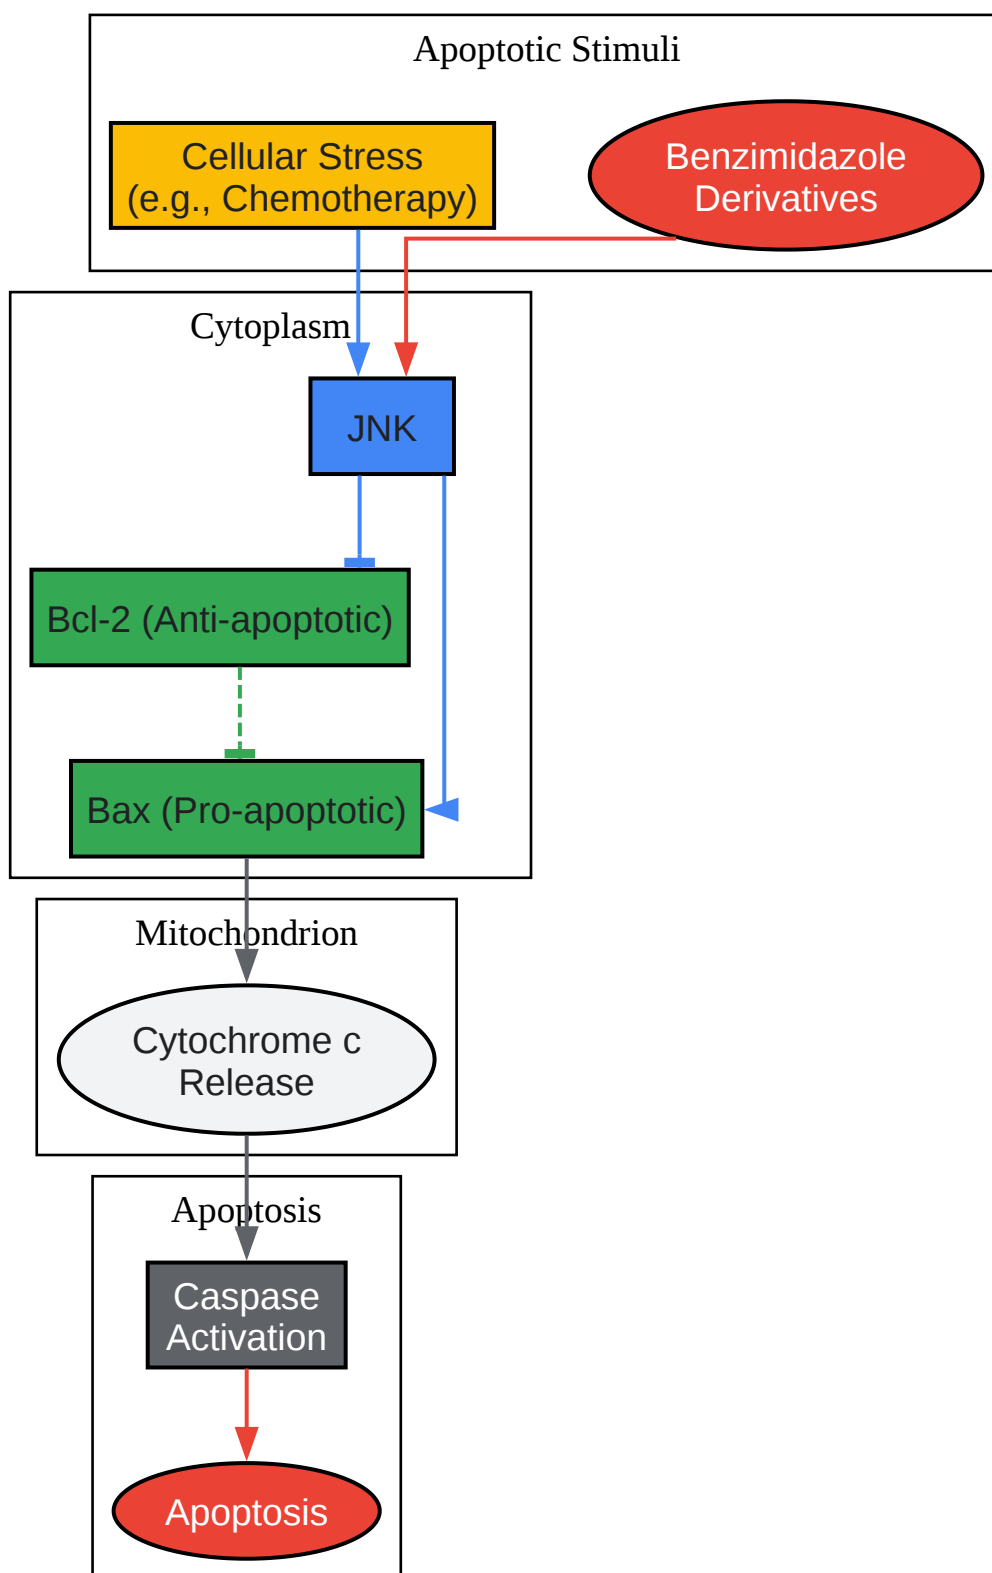 Apoptotic Stimuli
Cellular Stress
(e.g., Chemotherapy)
Benzimidazole
Derivatives
Cytoplasm
JNK
Bcl-2 (Anti-apoptotic)
Bax (Pro-apoptotic)
Mitochondrion
Cytochrome c
Release
Apoptosis
Caspase
Activation
Apoptosis